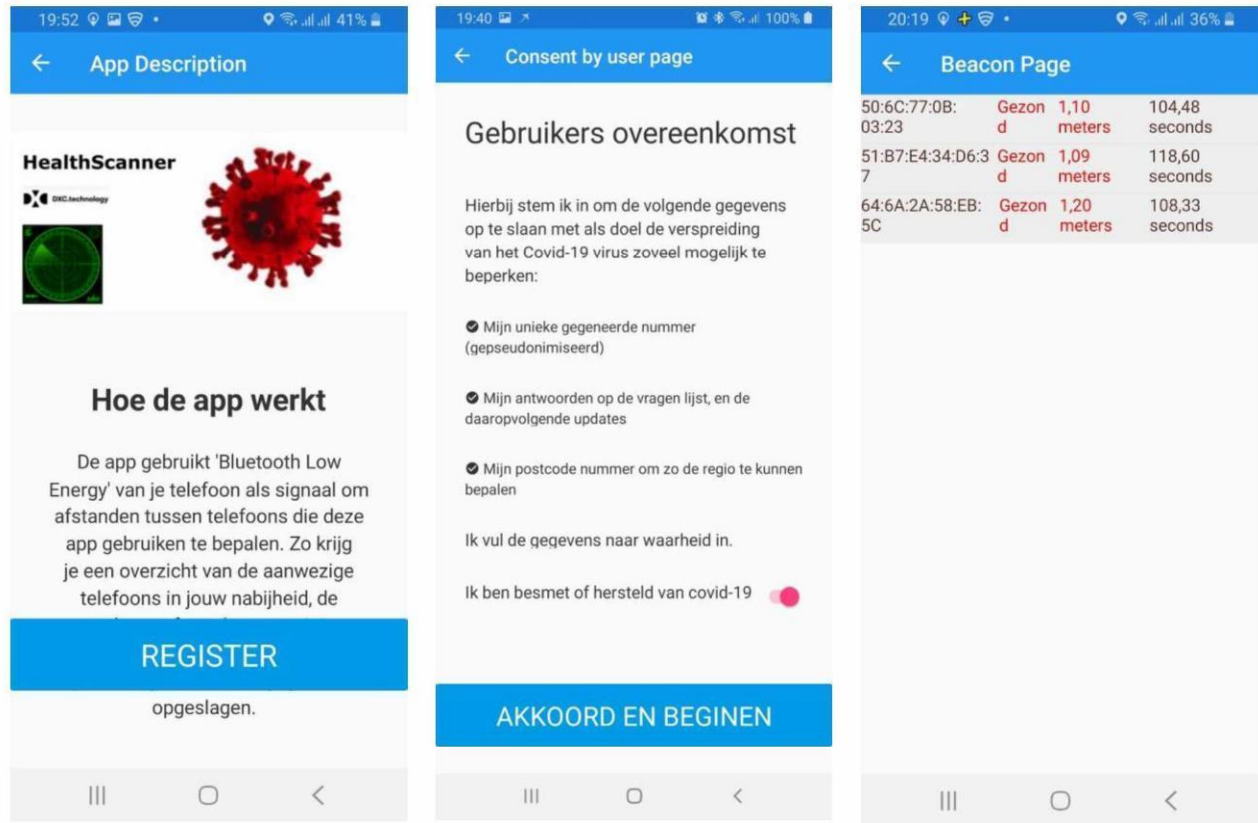 19:52 41%
App Description
HealthScanner
DXC.technology
Hoe de app werkt
De app gebruikt 'Bluetooth Low
Energy' van je telefoon als signaal om
afstanden tussen telefoons die deze
app gebruiken te bepalen. Zo krijg
je een overzicht van de aanwezige
telefoons in jouw nabijheid, de
REGISTER
opgeslagen.
19:40 100%
Consent by user page
Gebruikers overeenkomst
Hierbij stem ik in om de volgende gegevens
op te slaan met als doel de verspreiding
van het Covid-19 virus zoveel mogelijk te
beperken:
Mijn unieke gegeneerde nummer
(gepseudonimiseerd)
Mijn antwoorden op de vragen lijst, en de
daaropvolgende updates
Mijn postcode nummer om zo de regio te kunnen
bepalen
Ik vul de gegevens naar waarheid in.
Ik ben besmet of hersteld van covid-19
AKKOORD EN BEGINEN
20:19 36%
Beacon Page
50:6C:77:0B: Gezon 1,10 104,48
03:23 d meters seconds
51:B7:E4:34:D6:3 Gezon 1,09 118,60
7 d meters seconds
64:6A:2A:58:EB: Gezon 1,20 108,33
5C d meters seconds